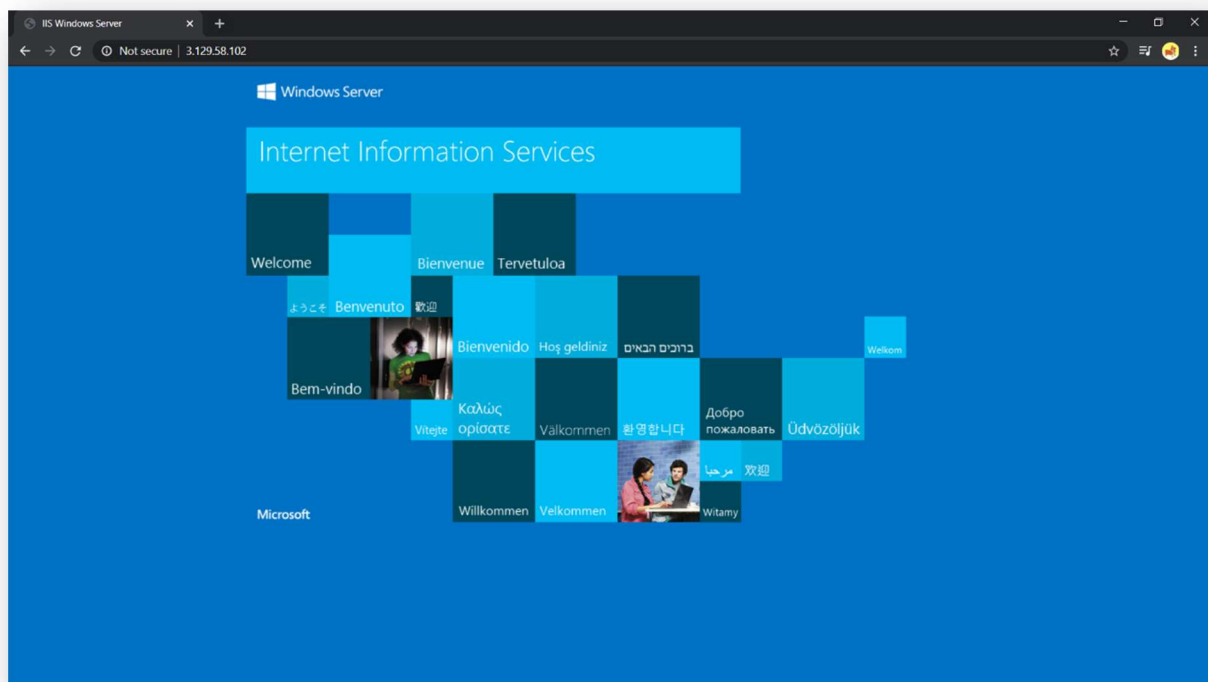 IIS Windows Server
Not secure | 3.129.58.102
Windows Server
Internet Information Services
Welcome
Bienvenue
Tervetuloa
ようこそ
Benvenuto
歡迎
Bienvenido
Hoş geldiniz
ברוכים הבאים
Welkom
Bem-vindo
Vítejte
Καλώς
ορίσατε
Välkommen
환영합니다
Добро
пожаловать
Üdvözöljük
مرحبا
欢迎
Microsoft
Willkommen
Velkommen
Witamy